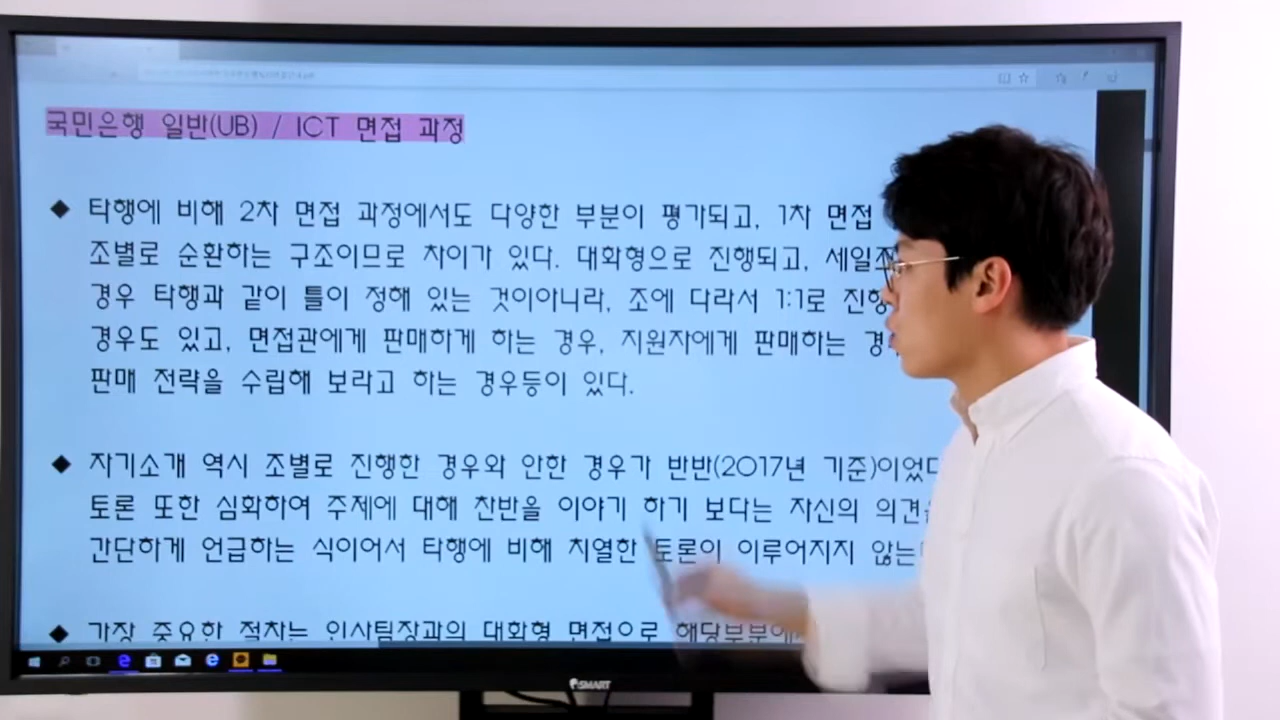 국민은행 일반(UB) / ICT 면접 과정
◆ 타행에 비해 2차 면접 과정에서도 다양한 부분이 평가되고, 1차 면접
조별로 순환하는 구조이므로 차이가 있다. 대화형으로 진행되고,
경우 타행과 같이 틀이 정해 있는 것이아니라, 조에 다라서 1:1로
경우도 있고, 면접관에게 판매하게 하는 경우, 지원자에게 판매하는
판매 전략을 수립해 보라고 하는 경우등이 있다.
◆ 자기소개 역시 조별로 진행한 경우와 안한 경우가 반반(2017년 기준)이었다
토론 또한 심화하여 주제에 대해 찬반을 이야기 하기 보다는 자신의 의견을
간단하게 언급하는 식이어서 타행에 비해 치열한 토론이 이루어지지 않는
◆ 가장 중요한 절차는 인사팀장과의 대화형 면접으로 해당부분에
SMART